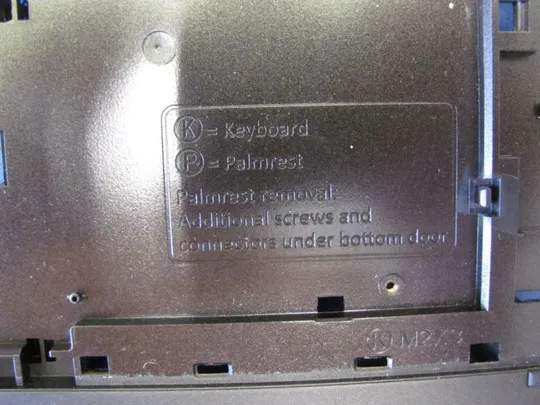 Ⓚ = Keyboard
Ⓟ = Palmrest
Palmrest removal:
Additional screws and
connectors under bottom door
Ⓚ M2x3